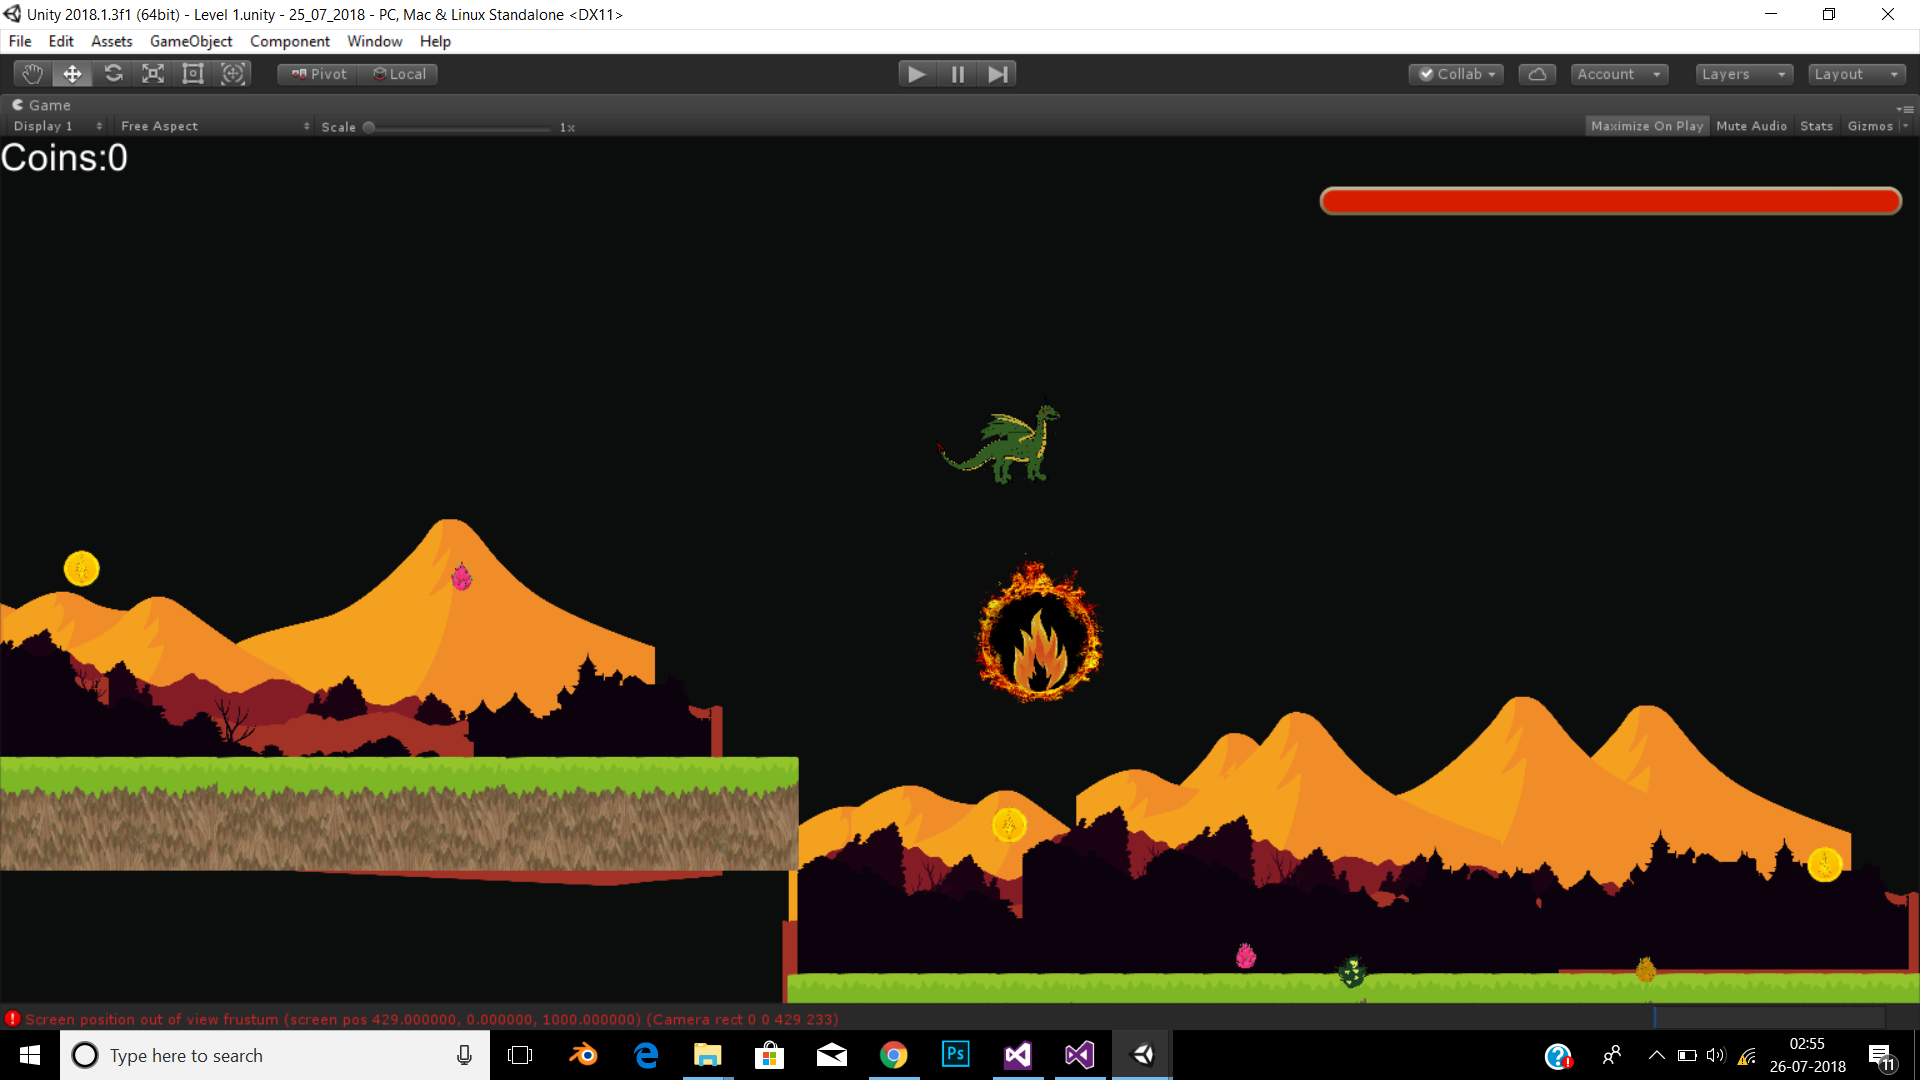 Unity 2018.1.3f1 (64bit) - Level 1.unity - 25_07_2018 - PC, Mac & Linux Standalone <DX11>
File Edit Assets GameObject Component Window Help
Pivot Local Collab Account Layers Layout
Game
Display 1 Free Aspect Scale 1x Maximize On Play Mute Audio Stats Gizmos
Coins:0
Screen position out of view frustum (screen pos 429.000000, 0.000000, 1000.000000) (Camera rect 0 0 429 233)
Type here to search
Ps
02:55
26-07-2018
11